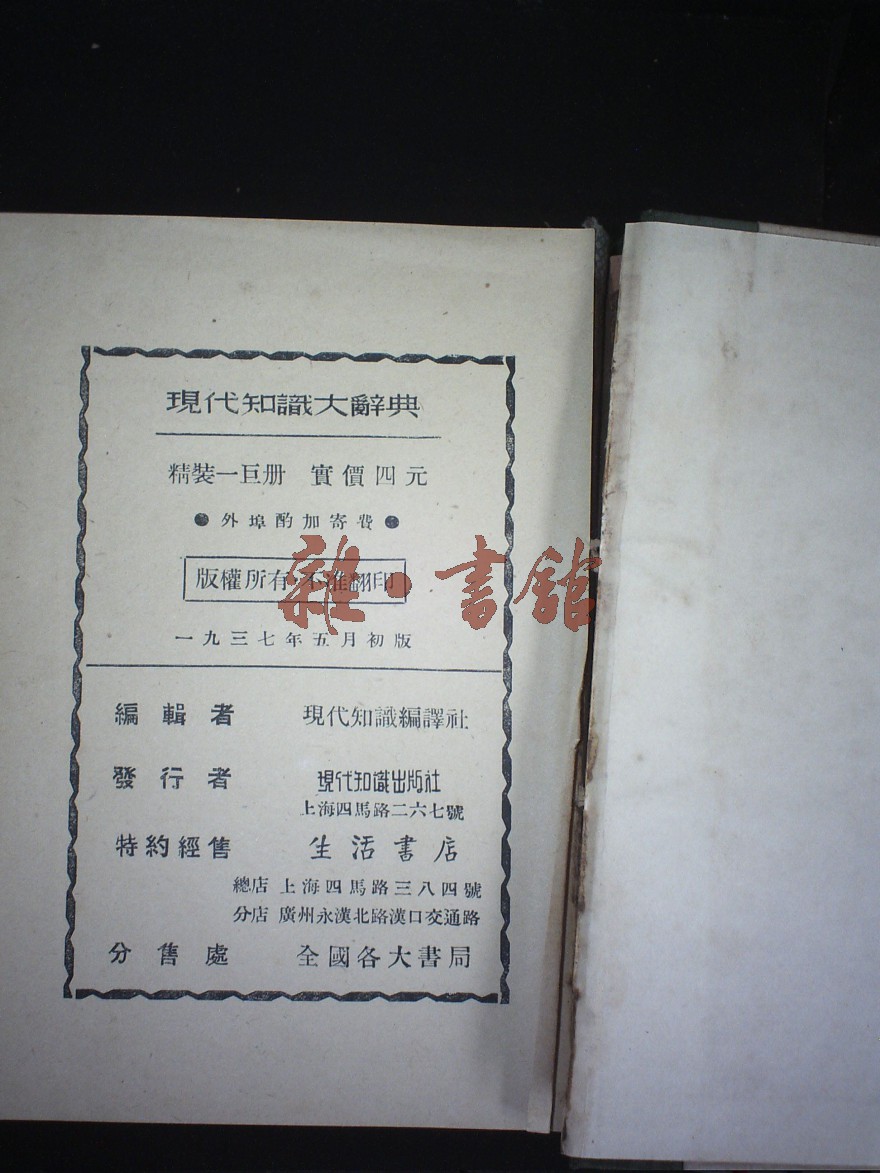 現代知識大辭典
精裝一巨册 實價四元
●外埠酌加寄費●
版權所有 不准翻印
雜·書館
一九三七年五月初版
編輯者 現代知識編譯社
發行者 現代知識出版社
上海四馬路二六七號
特約經售 生活書店
總店 上海四馬路三八四號
分店 廣州永漢北路漢口交通路
分售處 全國各大書局